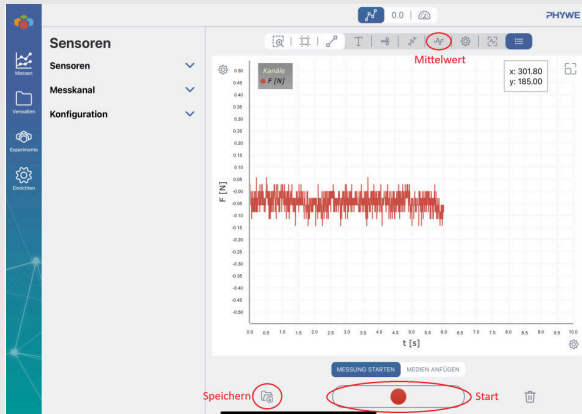 0.0
PHYWE
Sensoren
Sensoren
Messkanal
Konfiguration
Messen
Verwalten
Experimente
Einrichten
T
Mittelwert
Kanäle
F [N]
x: 301.80
y: 185.00
F [N]
0.50
0.45
0.40
0.35
0.30
0.25
0.20
0.15
0.10
0.05
-0.00
-0.05
-0.10
-0.15
-0.20
-0.25
-0.30
-0.35
-0.40
-0.45
-0.50
0.0 0.5 1.0 1.5 2.0 2.5 3.0 3.5 4.0 4.5 5.0 5.5 6.0 6.5 7.0 7.5 8.0 8.5 9.0 9.5 10.0
t [s]
MESSUNG STARTEN
MEDIEN ANFÜGEN
Speichern
Start